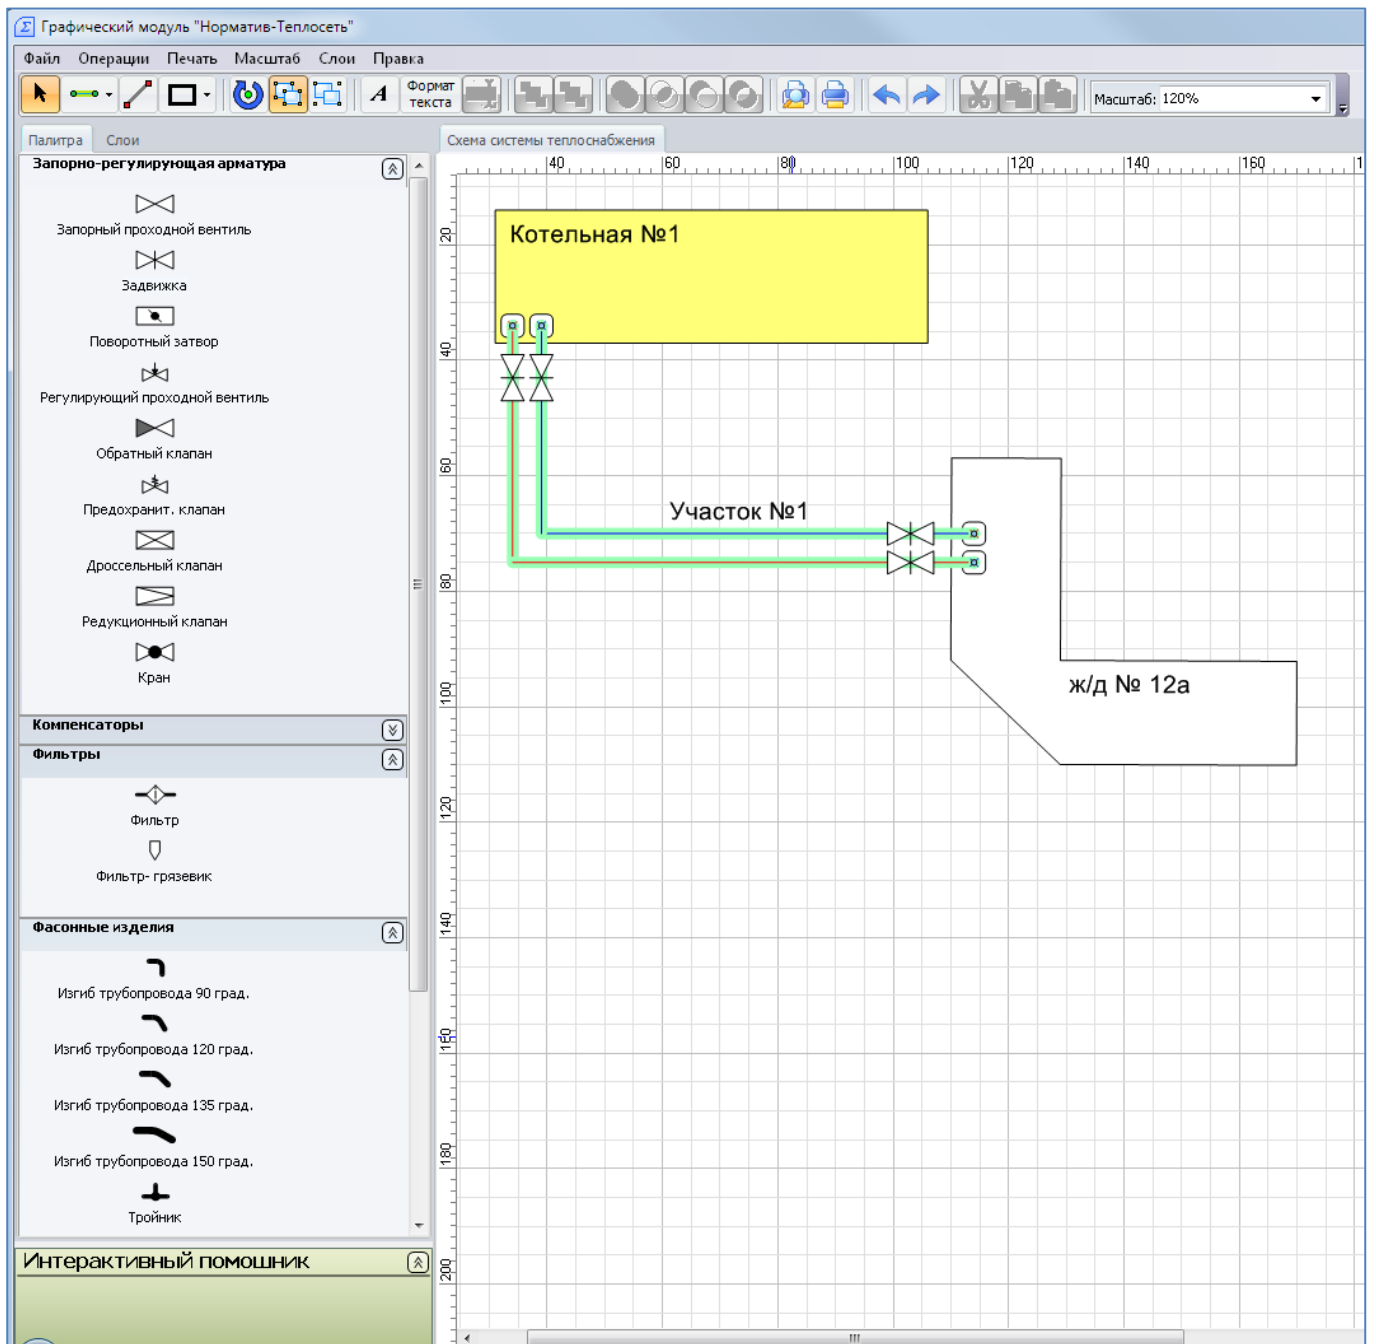 Графический модуль "Норматив-Теплосеть"
Файл Операции Печать Масштаб Слои Правка
A Формат текста Масштаб: 120%
Палитра Слои
Схема системы теплоснабжения
Запорно-регулирующая арматура
40 60 80 100 120 140 160 1
Запорный проходной вентиль
Задвижка
Поворотный затвор
Регулирующий проходной вентиль
Обратный клапан
Предохранит. клапан
Дроссельный клапан
Редукционный клапан
Кран
Компенсаторы
Фильтры
Фильтр
Фильтр- грязевик
Фасонные изделия
Изгиб трубопровода 90 град.
Изгиб трубопровода 120 град.
Изгиб трубопровода 135 град.
Изгиб трубопровода 150 град.
Тройник
Интерактивный помошник
20
40
60
80
100
120
140
160
180
200
Котельная №1
Участок №1
ж/д № 12а